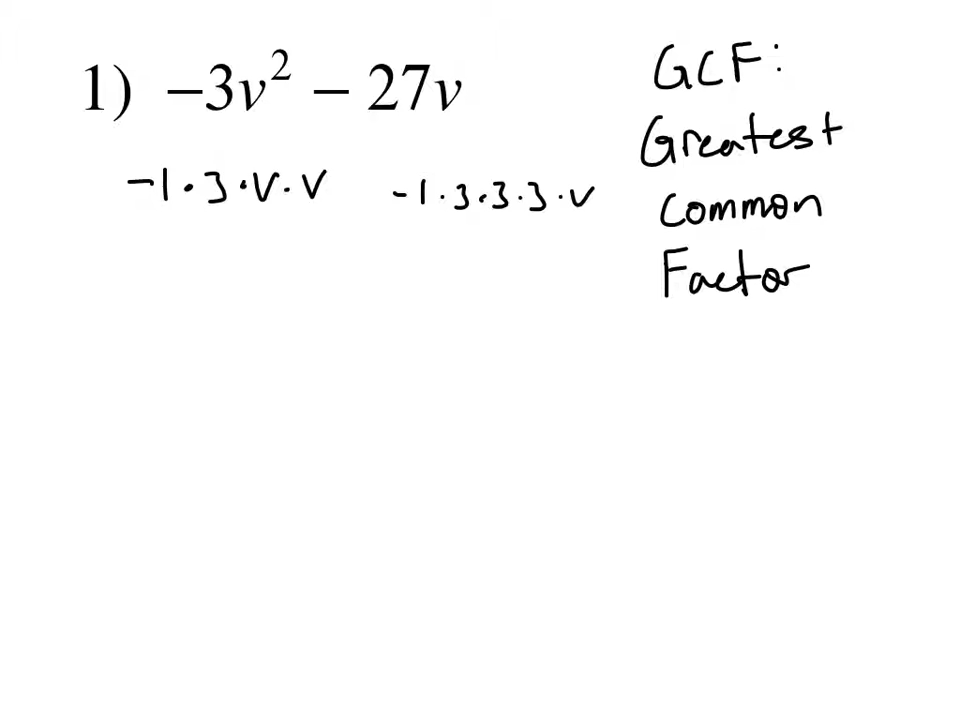 1) −3v² − 27v
-1·3·v·v -1·3·3·3·v
GCF:
Greatest
Common
Factor